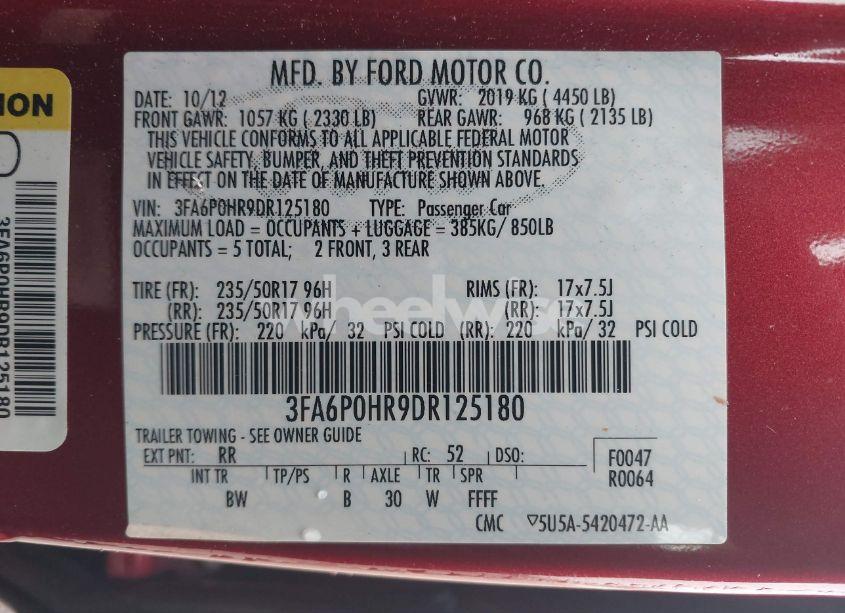 MFD. BY FORD MOTOR CO.
DATE: 10/12 GVWR: 2019 KG ( 4450 LB)
FRONT GAWR: 1057 KG ( 2330 LB) REAR GAWR: 968 KG ( 2135 LB)
THIS VEHICLE CONFORMS TO ALL APPLICABLE FEDERAL MOTOR
VEHICLE SAFETY, BUMPER, AND THEFT PREVENTION STANDARDS
IN EFFECT ON THE DATE OF MANUFACTURE SHOWN ABOVE.
VIN: 3FA6P0HR9DR125180 TYPE: Passenger Car
MAXIMUM LOAD = OCCUPANTS + LUGGAGE = 385KG/ 850LB
OCCUPANTS = 5 TOTAL; 2 FRONT, 3 REAR
TIRE (FR): 235/50R17 96H RIMS (FR): 17x7.5J
(RR): 235/50R17 96H (RR): 17x7.5J
PRESSURE (FR): 220 kPa/ 32 PSI COLD (RR): 220 kPa/ 32 PSI COLD
wheelwise
3FA6P0HR9DR125180
TRAILER TOWING - SEE OWNER GUIDE
EXT PNT: RR RC: 52 DSO:
F0047
R0064
INT TR TP/PS R AXLE TR SPR
BW B 30 W FFFF
CMC ▽5U5A-5420472-AA
ION
3FA6P0HR9DR125180